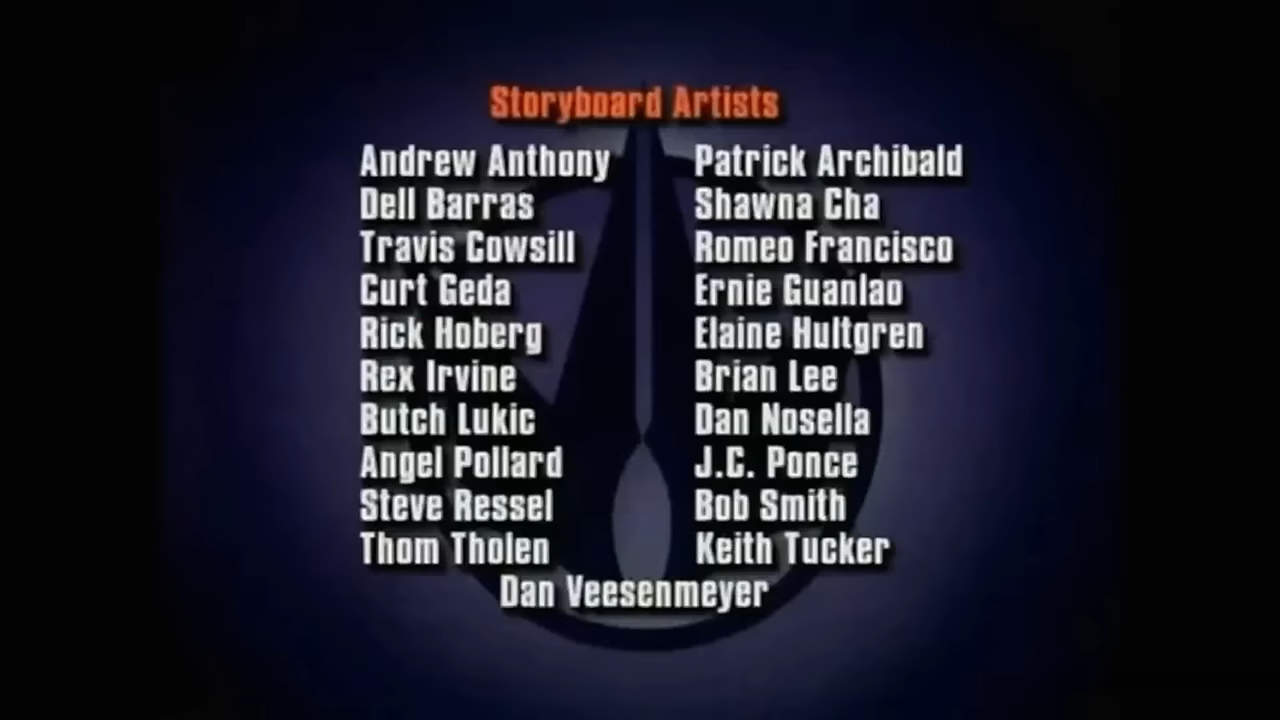 Storyboard Artists
Andrew Anthony Patrick Archibald
Dell Barras Shawna Cha
Travis Cowsill Romeo Francisco
Curt Geda Ernie Guanlao
Rick Hoberg Elaine Hultgren
Rex Irvine Brian Lee
Butch Lukic Dan Nosella
Angel Pollard J.C. Ponce
Steve Ressel Bob Smith
Thom Tholen Keith Tucker
Dan Veesenmeyer